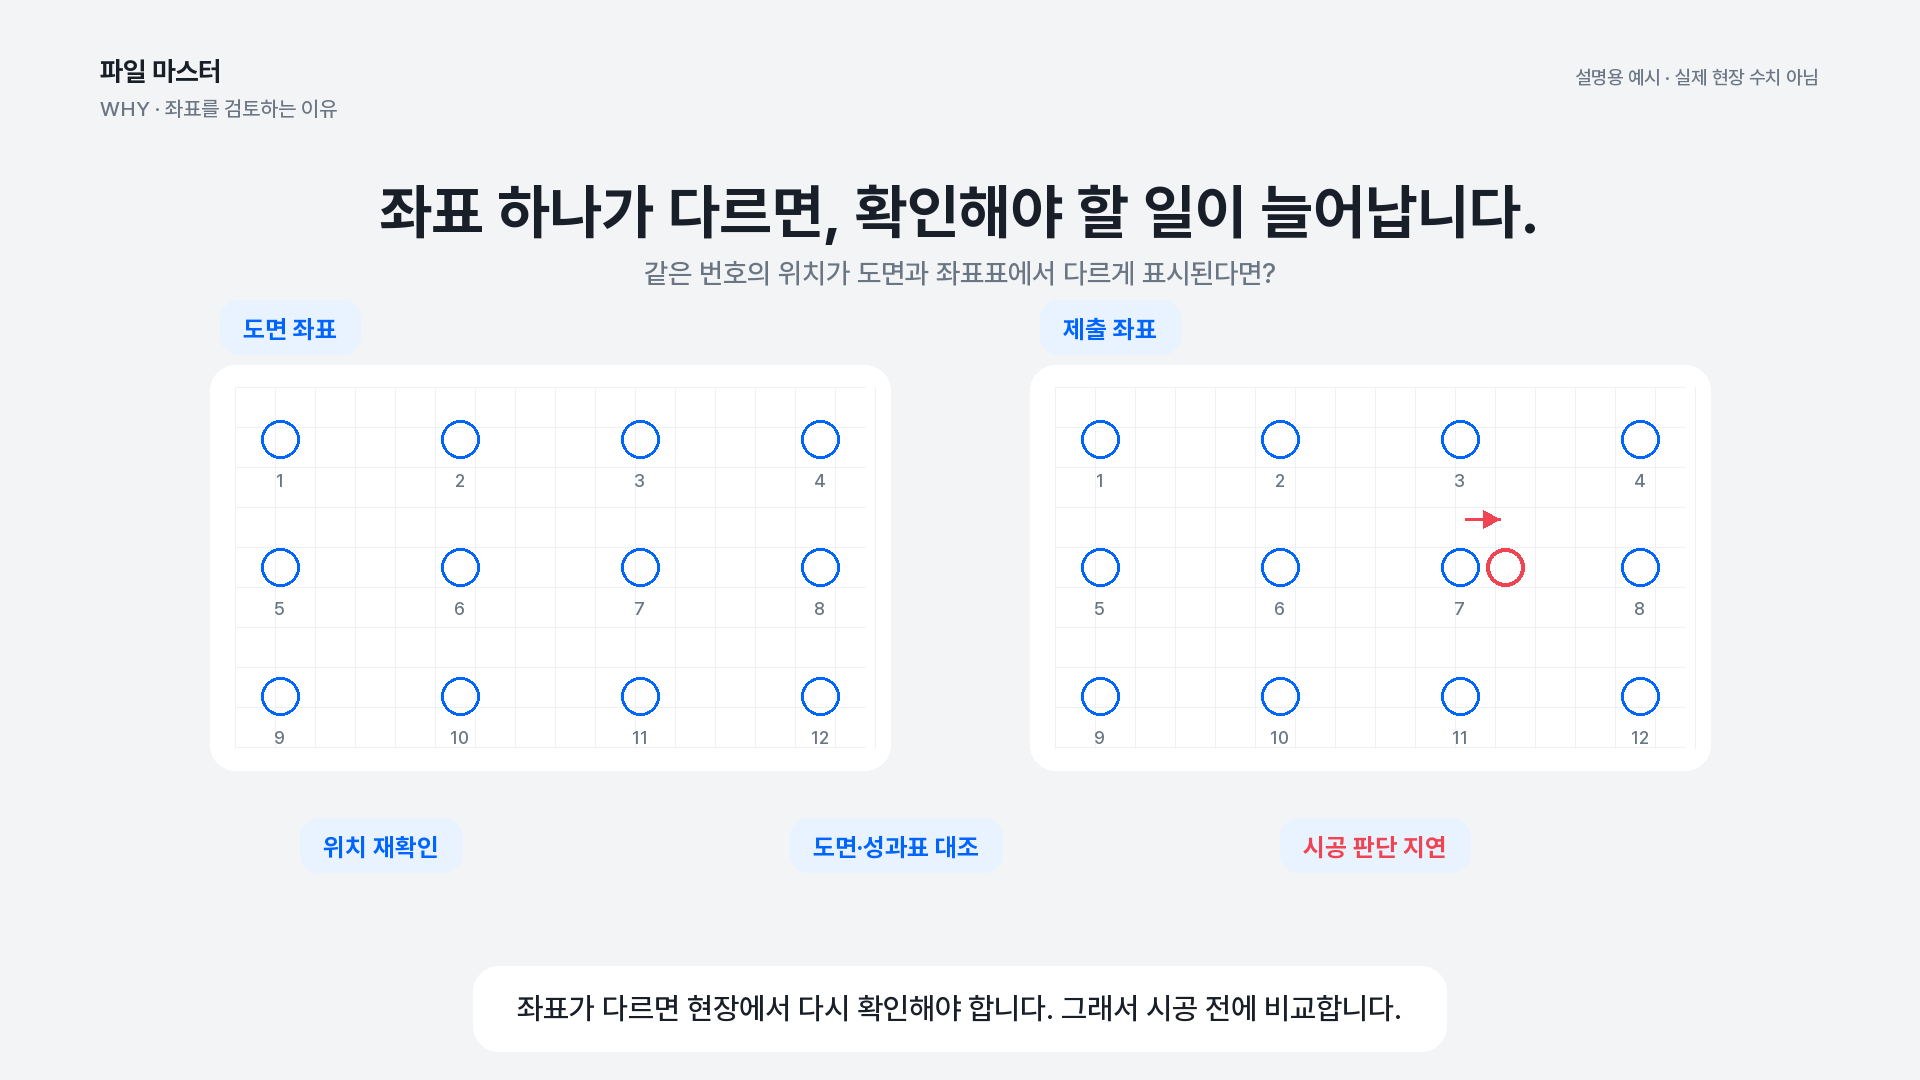 파일 마스터
WHY · 좌표를 검토하는 이유
설명용 예시 · 실제 현장 수치 아님
좌표 하나가 다르면, 확인해야 할 일이 늘어납니다.
같은 번호의 위치가 도면과 좌표표에서 다르게 표시된다면?
도면 좌표
1 2 3 4
5 6 7 8
9 10 11 12
제출 좌표
1 2 3 4
5 6 7 8
9 10 11 12
위치 재확인
도면·성과표 대조
시공 판단 지연
좌표가 다르면 현장에서 다시 확인해야 합니다. 그래서 시공 전에 비교합니다.